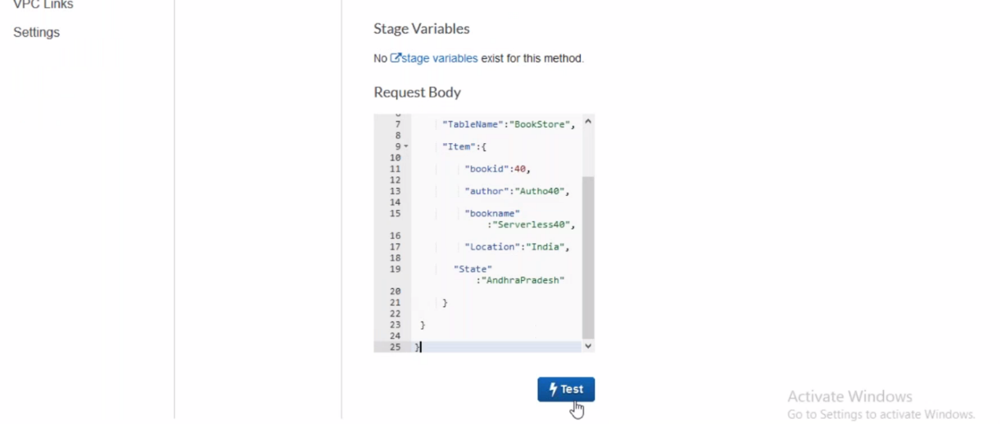 VPC Links
Settings
Stage Variables
No stage variables exist for this method.
Request Body
7 "TableName":"BookStore",
8
9 "Item":{
10
11 "bookid":40,
12
13 "author":"Autho40",
14
15 "bookname"
:"Serverless40",
16
17 "Location":"India",
18
19 "State"
:"AndhraPradesh"
20
21 }
22
23 }
24
25 }
Test
Activate Windows
Go to Settings to activate Windows.